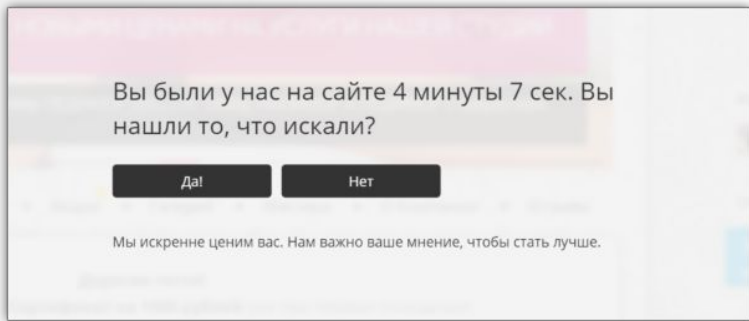 Вы были у нас на сайте 4 минуты 7 сек. Вы
нашли то, что искали?
Да!
Нет
Мы искренне ценим вас. Нам важно ваше мнение, чтобы стать лучше.